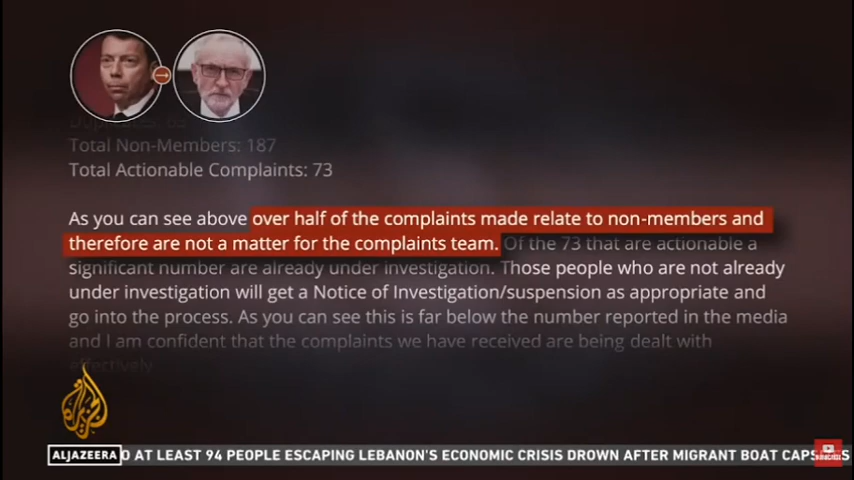 Total Non-Members: 187
Total Actionable Complaints: 73
As you can see above over half of the complaints made relate to non-members and
therefore are not a matter for the complaints team. Of the 73 that are actionable a
significant number are already under investigation. Those people who are not already
under investigation will get a Notice of Investigation/suspension as appropriate and
go into the process. As you can see this is far below the number reported in the media
and I am confident that the complaints we have received are being dealt with
effectively
ALJAZEERA
O AT LEAST 94 PEOPLE ESCAPING LEBANON'S ECONOMIC CRISIS DROWN AFTER MIGRANT BOAT CAPS
SUBSCRIBE